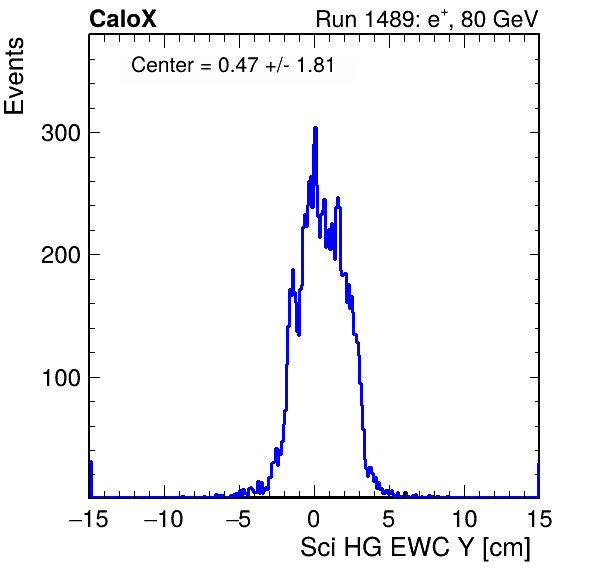 CaloX Run 1489: e+, 80 GeV
Events
Center = 0.47 +/- 1.81
300
200
100
−15 −10 −5 0 5 10 15
Sci HG EWC Y [cm]